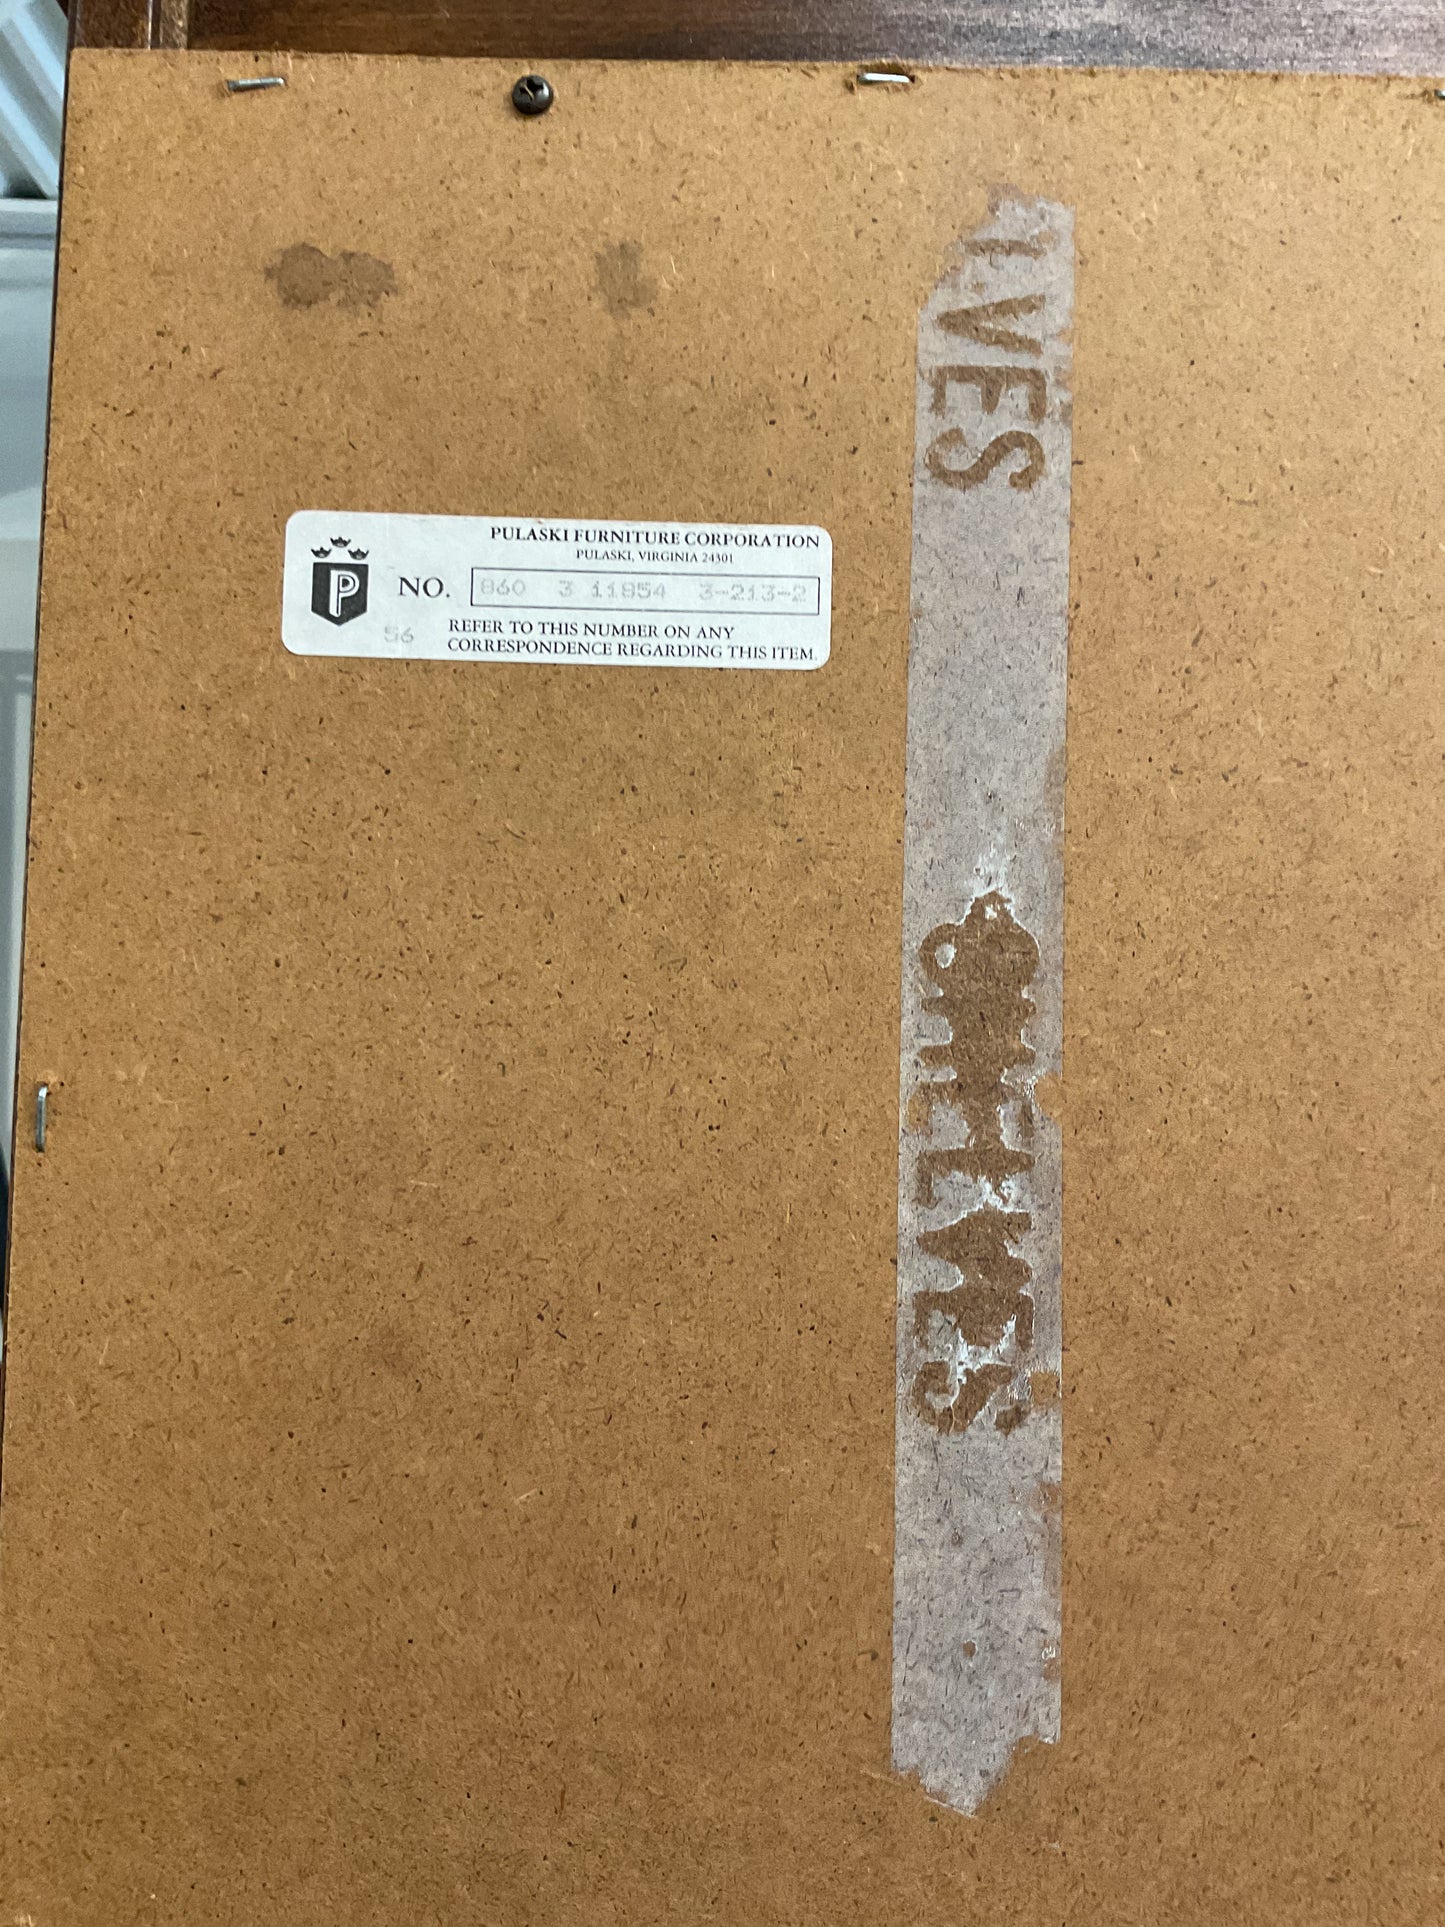 PULASKI FURNITURE CORPORATION
PULASKI, VIRGINIA 24301
P
NO. 860 3 11854 3-213-2
56
REFER TO THIS NUMBER ON ANY
CORRESPONDENCE REGARDING THIS ITEM.
VES